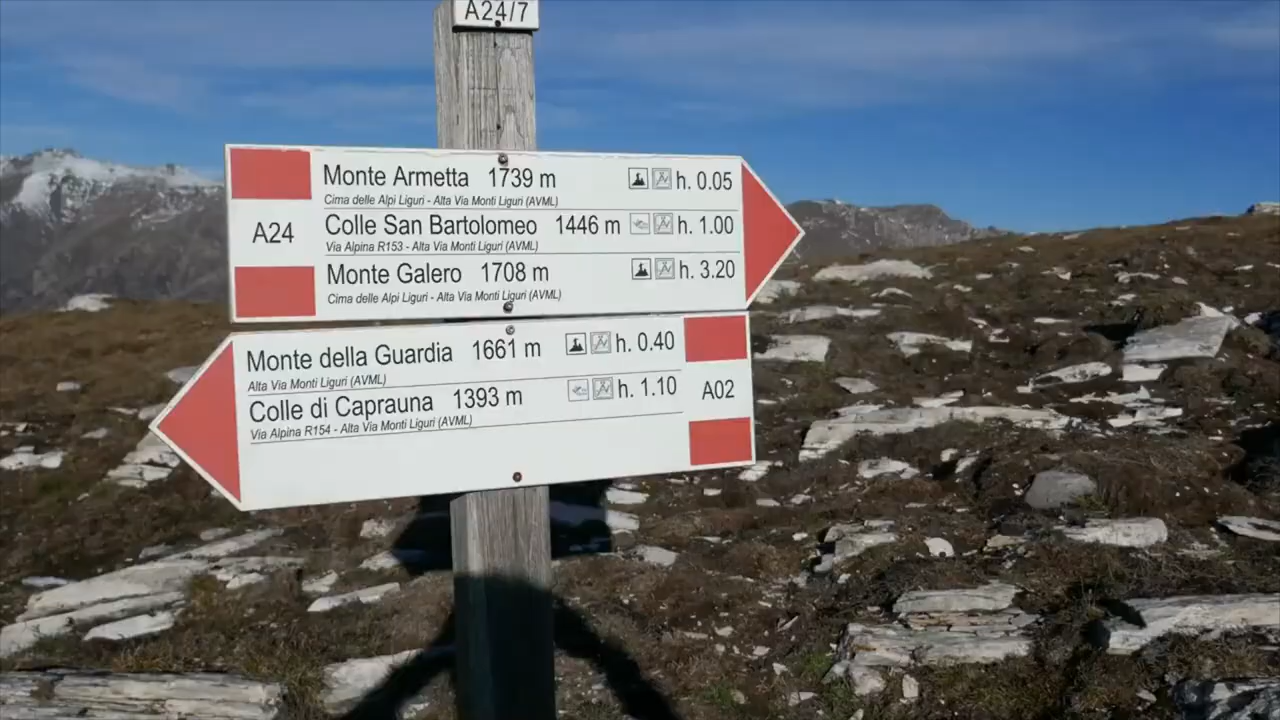 A24/7
Monte Armetta 1739 m h. 0.05
Cima delle Alpi Liguri - Alta Via Monti Liguri (AVML)
A24
Colle San Bartolomeo 1446 m h. 1.00
Via Alpina R153 - Alta Via Monti Liguri (AVML)
Monte Galero 1708 m h. 3.20
Cima delle Alpi Liguri - Alta Via Monti Liguri (AVML)
Monte della Guardia 1661 m h. 0.40
Alta Via Monti Liguri (AVML)
Colle di Caprauna 1393 m h. 1.10
A02
Via Alpina R154 - Alta Via Monti Liguri (AVML)